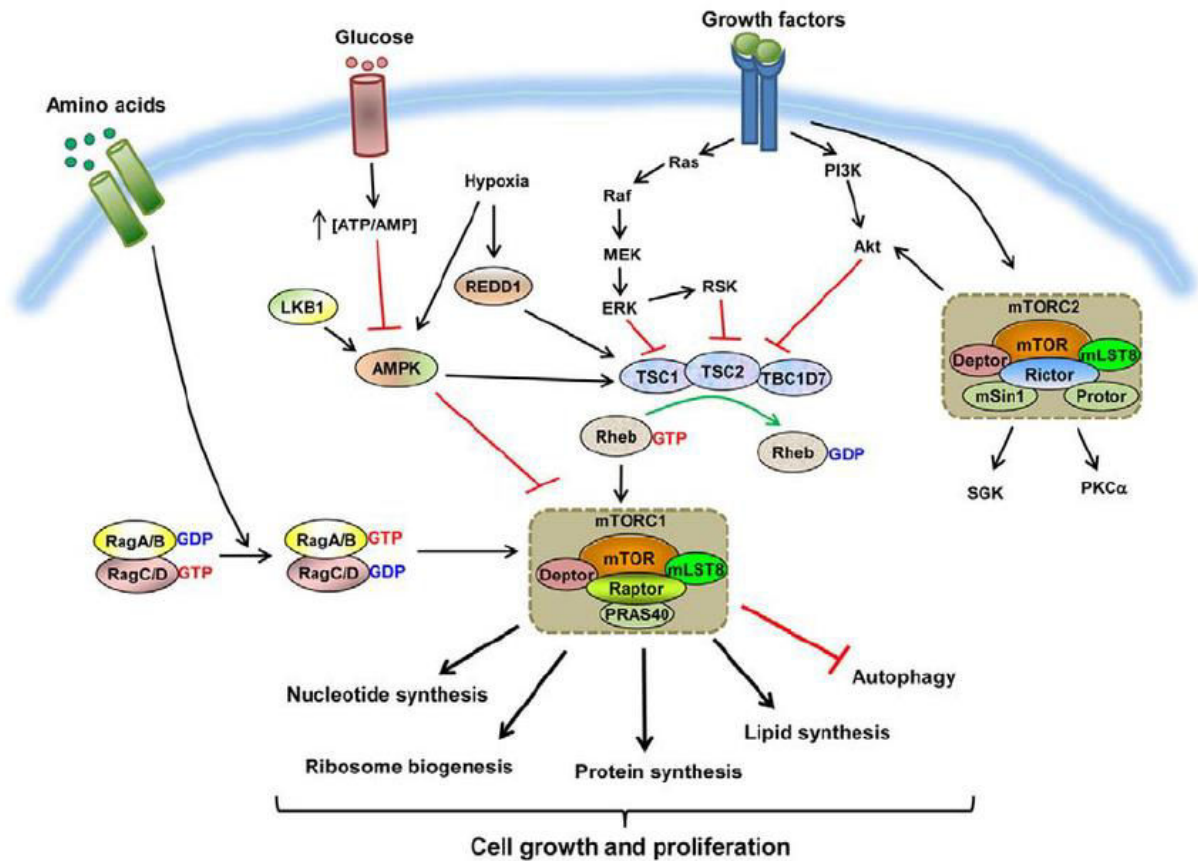 Growth factors
Glucose
Amino acids
Ras
PI3K
Hypoxia
Raf
[ATP/AMP]
MEK
Akt
REDD1
RSK
LKB1
ERK
mTORC2
mTOR
Deptor
mLST8
Rictor
mSin1
Protor
AMPK
TSC1
TSC2
TBC1D7
Rheb GTP
Rheb GDP
SGK
PKCα
mTORC1
RagA/B GDP
RagC/D GTP
RagA/B GTP
RagC/D GDP
mTOR
Deptor
mLST8
Raptor
PRAS40
Nucleotide synthesis
Autophagy
Lipid synthesis
Ribosome biogenesis
Protein synthesis
Cell growth and proliferation